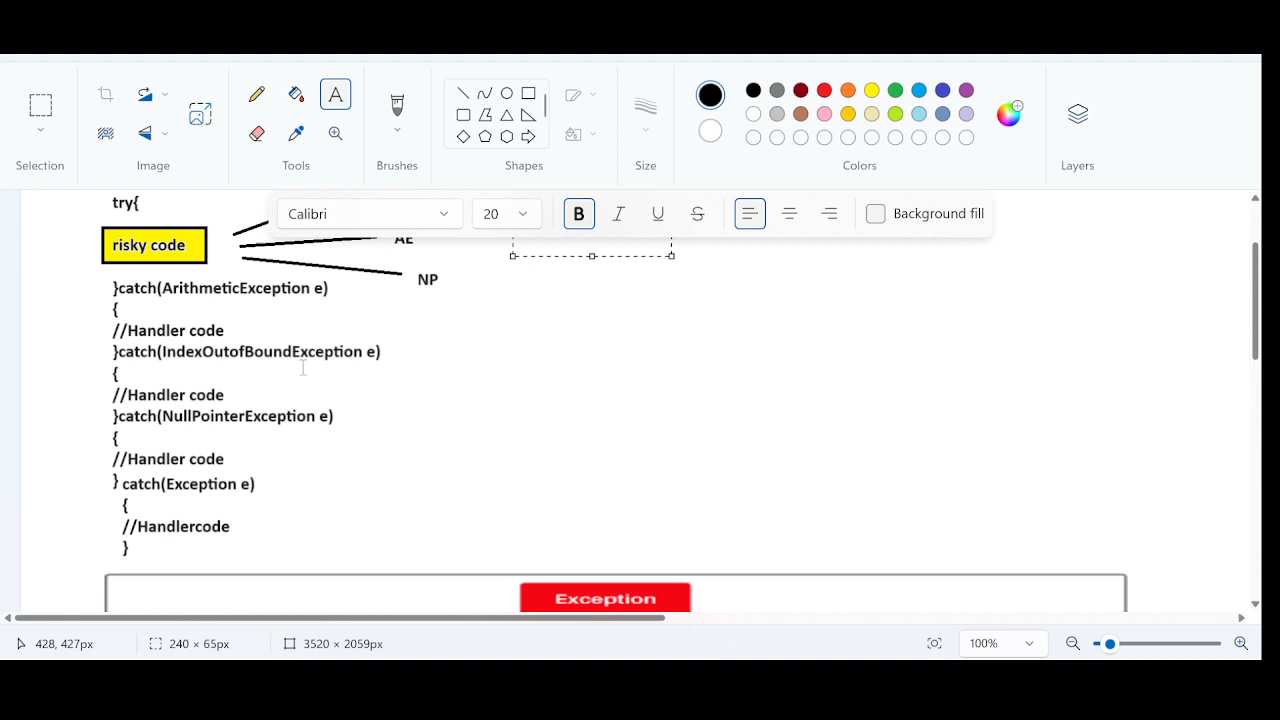 Selection
Image
Tools
Brushes
Shapes
Size
Colors
Layers
Calibri
20
B
I
U
S
Background fill
try{
risky code
AE
NP
}catch(ArithmeticException e)
{
//Handler code
}catch(IndexOutofBoundException e)
{
//Handler code
}catch(NullPointerException e)
{
//Handler code
} catch(Exception e)
{
//Handlercode
}
Exception
428, 427px
240 × 65px
3520 × 2059px
100%